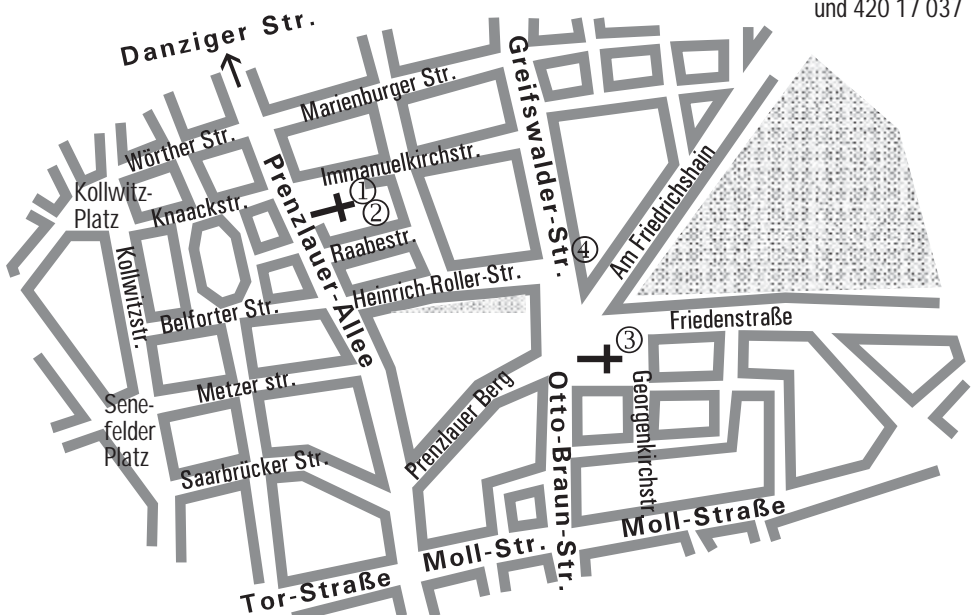 und 420 17 037
Danziger Str.
Greifswalder-Str.
Marienburger Str.
Wörther Str.
Immanuelkirchstr.
①
②
Kollwitz-
Platz
Knaackstr.
Prenzlauer-Allee
Raabestr.
④
Am Friedrichshain
Kollwitzstr.
Heinrich-Roller-Str.
Belforter Str.
Friedenstraße
③
Metzer str.
Prenzlauer Berg
Otto-Braun-Str.
Georgenkirchstr.
Sene-
felder
Platz
Saarbrücker Str.
Moll-Straße
Moll-Str.
Tor-Straße